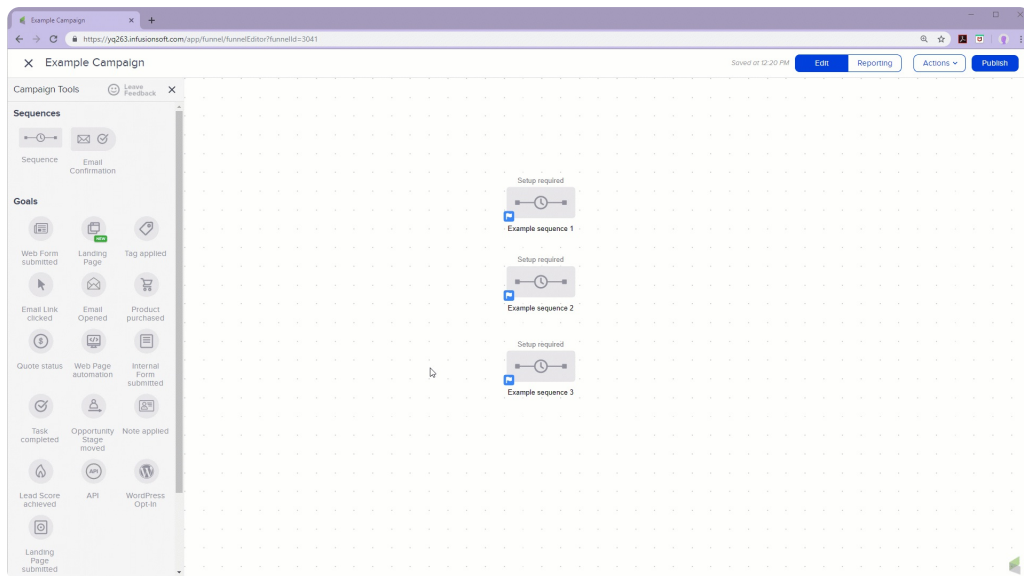 Example Campaign
https://yq263.infusionsoft.com/app/funnel/funnelEditor?funnelId=3041
Example Campaign
Saved at 12:20 PM
Edit
Reporting
Actions
Publish
Campaign Tools
Leave
Feedback
Sequences
Sequence
Email
Confirmation
Goals
Web Form
submitted
NEW
Landing
Page
Tag applied
Email Link
clicked
Email
Opened
Product
purchased
Quote status
Web Page
automation
Internal
Form
submitted
Task
completed
Opportunity
Stage
moved
Note applied
Lead Score
achieved
API
API
WordPress
Opt-In
Landing
Page
submitted
Setup required
Example sequence 1
Setup required
Example sequence 2
Setup required
Example sequence 3